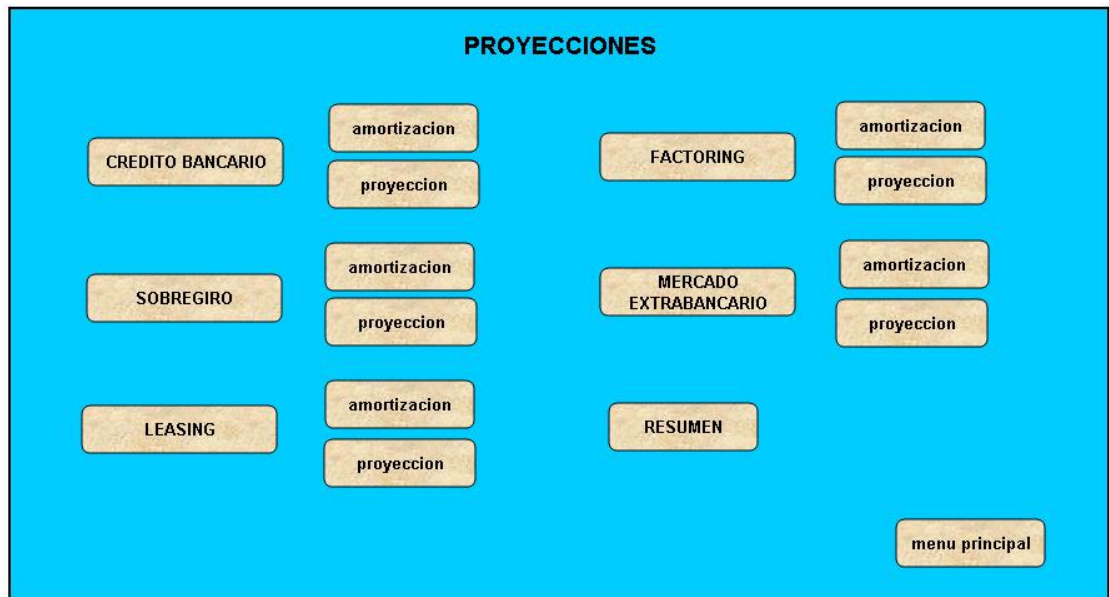 PROYECCIONES
CREDITO BANCARIO
amortizacion
proyeccion
FACTORING
amortizacion
proyeccion
SOBREGIRO
amortizacion
proyeccion
MERCADO
EXTRABANCARIO
amortizacion
proyeccion
LEASING
amortizacion
proyeccion
RESUMEN
menu principal